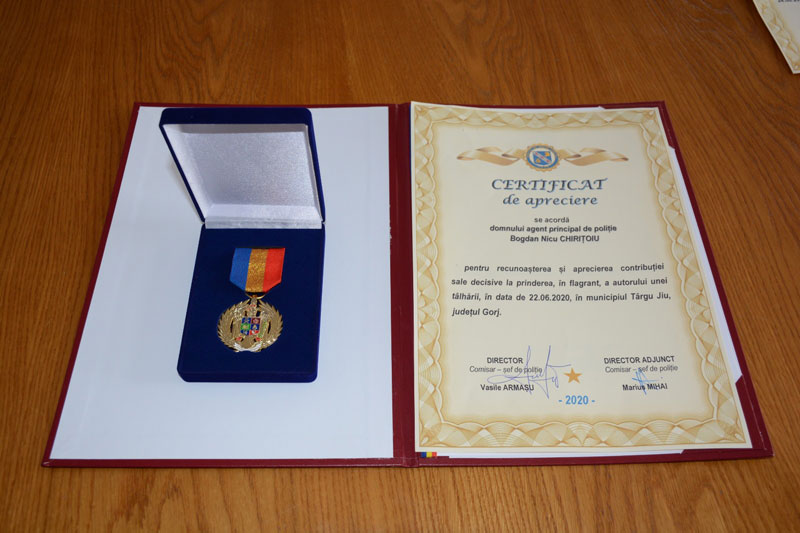 CERTIFICAT
de apreciere
se acordă
domnului agent principal de poliție
Bogdan Nicu CHIRIȚOIU
pentru recunoașterea și aprecierea contribuției
sale decisive la prinderea, în flagrant, a autorului unei
tâlhării, în data de 22.06.2020, în municipiul Târgu Jiu,
județul Gorj.
DIRECTOR
Comisar – șef de poliție
Vasile ARMAȘU
DIRECTOR ADJUNCT
Comisar – șef de poliție
Marius MIHAI
- 2020 -